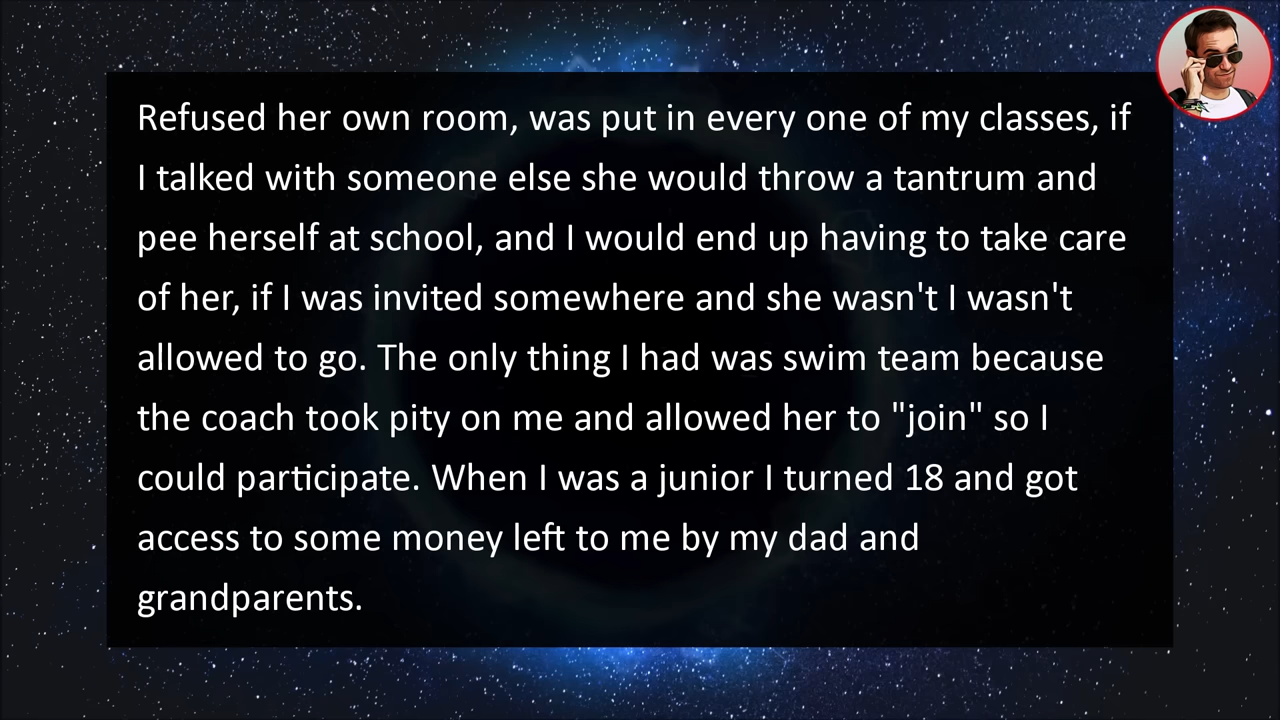 Refused her own room, was put in every one of my classes, if
I talked with someone else she would throw a tantrum and
pee herself at school, and I would end up having to take care
of her, if I was invited somewhere and she wasn't I wasn't
allowed to go. The only thing I had was swim team because
the coach took pity on me and allowed her to "join" so I
could participate. When I was a junior I turned 18 and got
access to some money left to me by my dad and
grandparents.